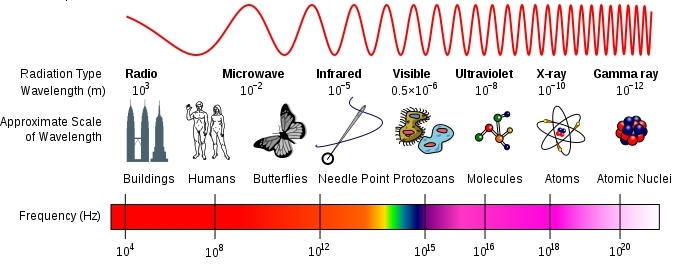 Radiation Type Radio Microwave Infrared Visible Ultraviolet X-ray Gamma ray
Wavelength (m) 10³ 10⁻² 10⁻⁵ 0.5×10⁻⁶ 10⁻⁸ 10⁻¹⁰ 10⁻¹²
Approximate Scale
of Wavelength
Buildings Humans Butterflies Needle Point Protozoans Molecules Atoms Atomic Nuclei
Frequency (Hz)
10⁴ 10⁸ 10¹² 10¹⁵ 10¹⁶ 10¹⁸ 10²⁰